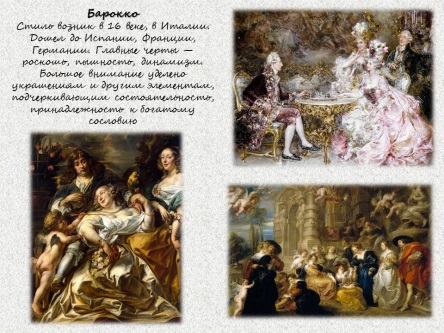 Барокко
Стиль возник в 16 веке, в Италии.
Дошел до Испании, Франции,
Германии. Главные черты —
роскошь, пышность, динамизм.
Большое внимание уделено
украшениям и другим элементам,
подчеркивающим состоятельность,
принадлежность к богатому
сословию